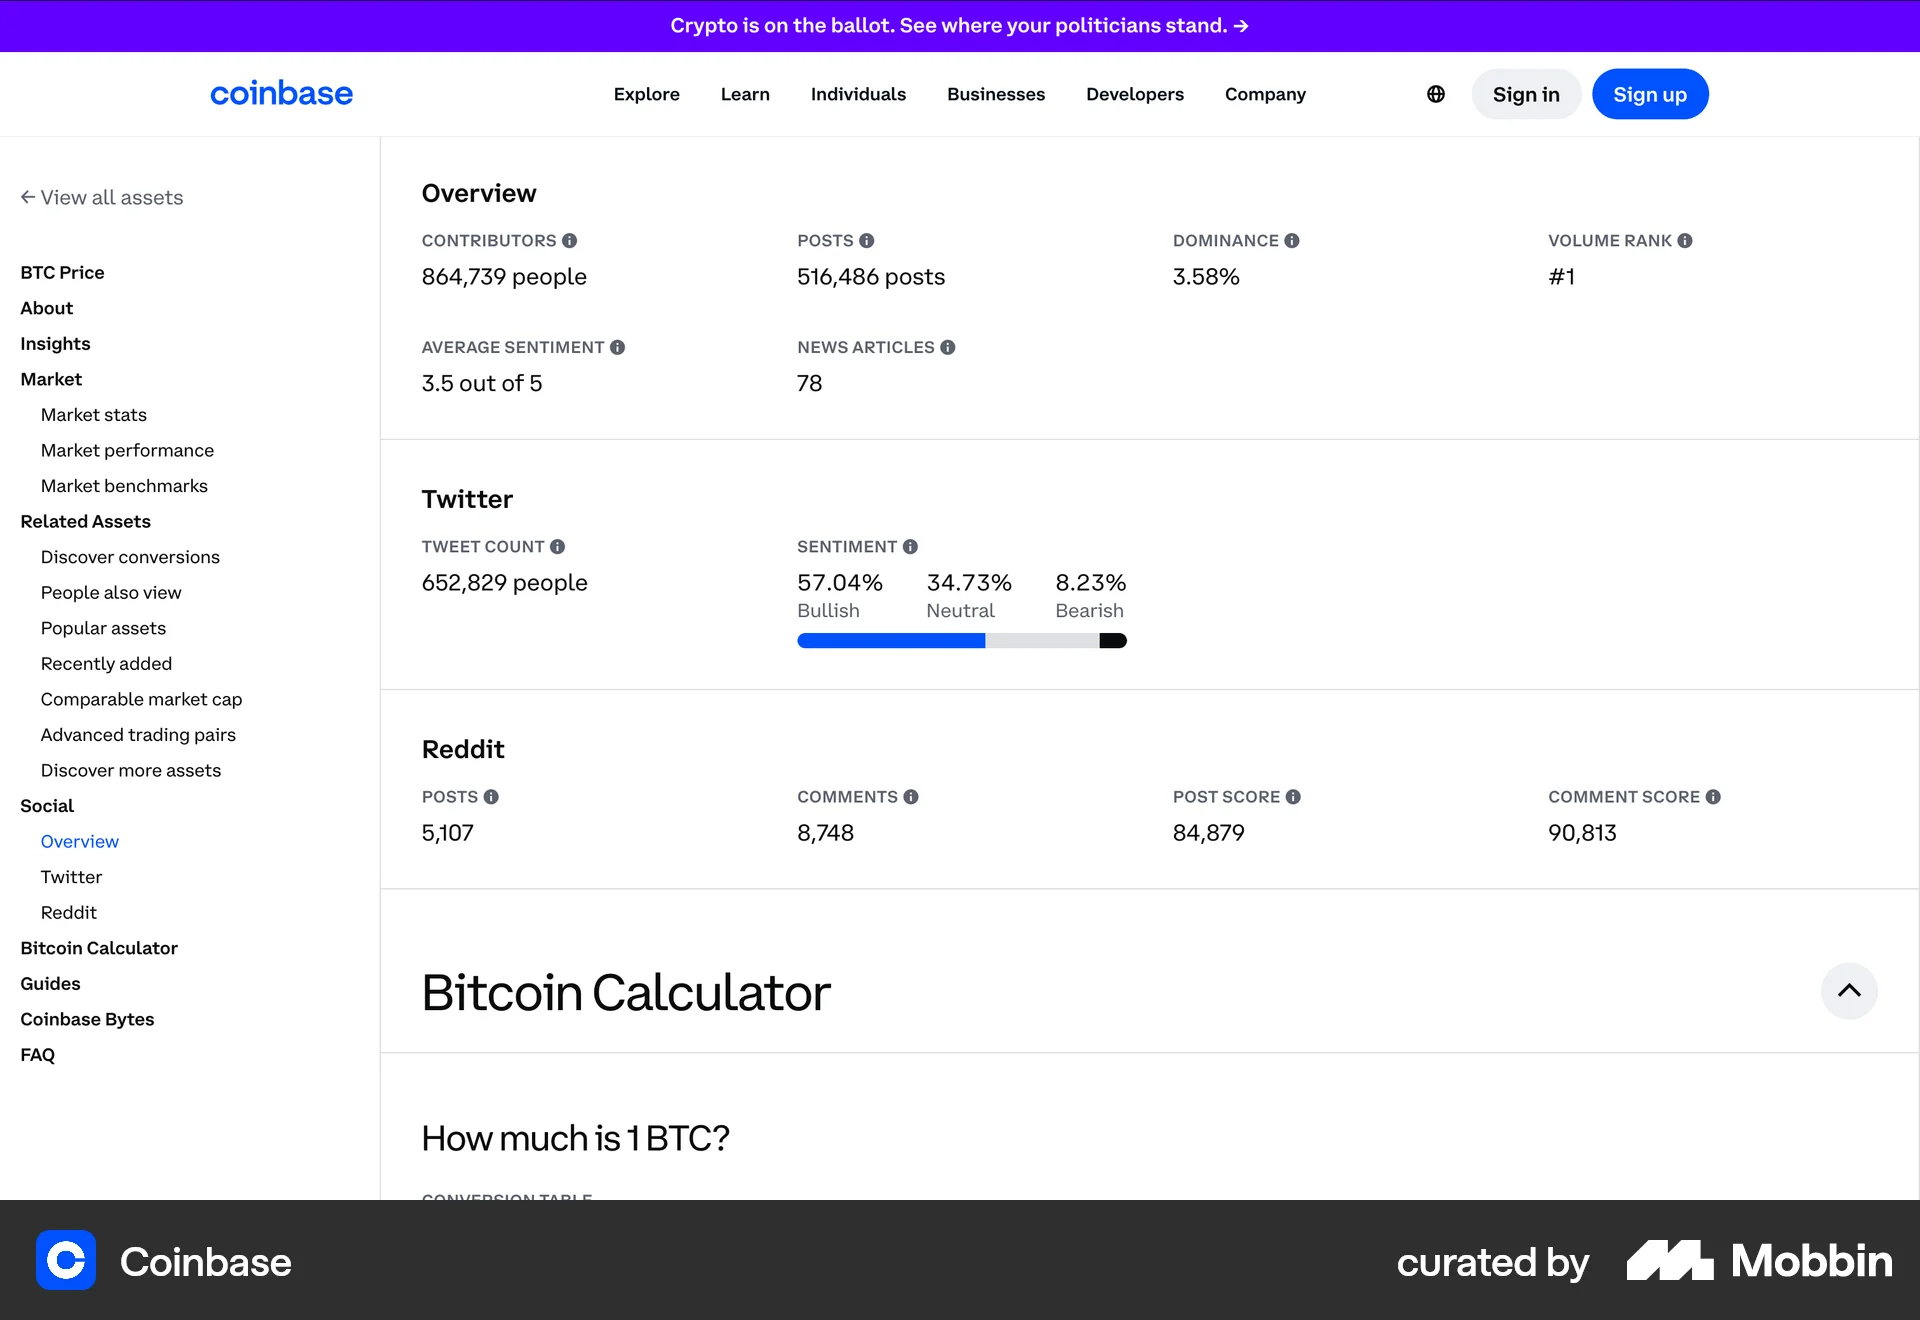 Crypto is on the ballot. See where your politicians stand. →
coinbase
Explore
Learn
Individuals
Businesses
Developers
Company
Sign in
Sign up
← View all assets
BTC Price
About
Insights
Market
Market stats
Market performance
Market benchmarks
Related Assets
Discover conversions
People also view
Popular assets
Recently added
Comparable market cap
Advanced trading pairs
Discover more assets
Social
Overview
Twitter
Reddit
Bitcoin Calculator
Guides
Coinbase Bytes
FAQ
Overview
CONTRIBUTORS
864,739 people
POSTS
516,486 posts
DOMINANCE
3.58%
VOLUME RANK
#1
AVERAGE SENTIMENT
3.5 out of 5
NEWS ARTICLES
78
Twitter
TWEET COUNT
652,829 people
SENTIMENT
57.04%
Bullish
34.73%
Neutral
8.23%
Bearish
Reddit
POSTS
5,107
COMMENTS
8,748
POST SCORE
84,879
COMMENT SCORE
90,813
Bitcoin Calculator
How much is 1 BTC?
CONVERSION TABLE
Coinbase
curated by
Mobbin